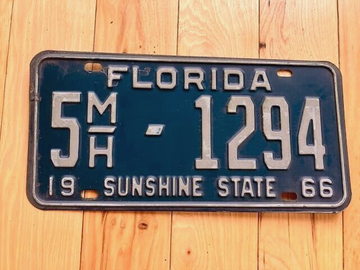 FLORIDA
5 M/H - 1294
19 SUNSHINE STATE 66